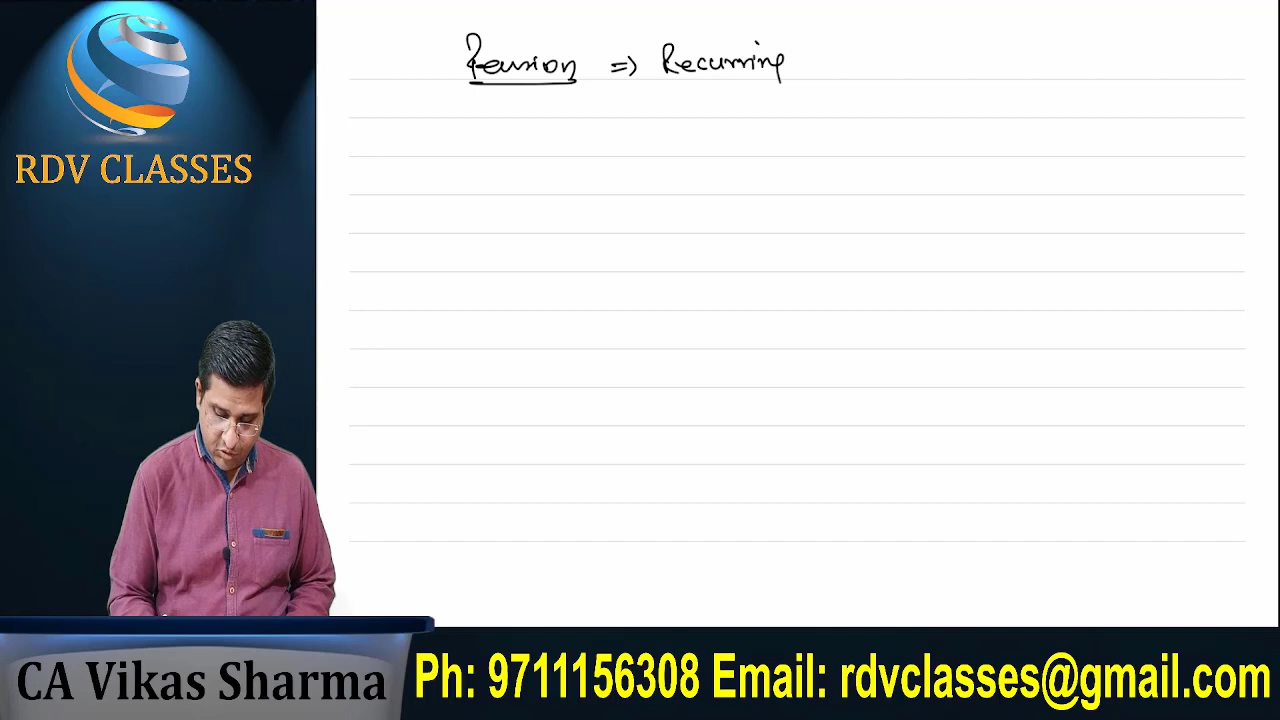 Pension => Recurring
RDV CLASSES
CA Vikas Sharma
Ph: 9711156308 Email: rdvclasses@gmail.com